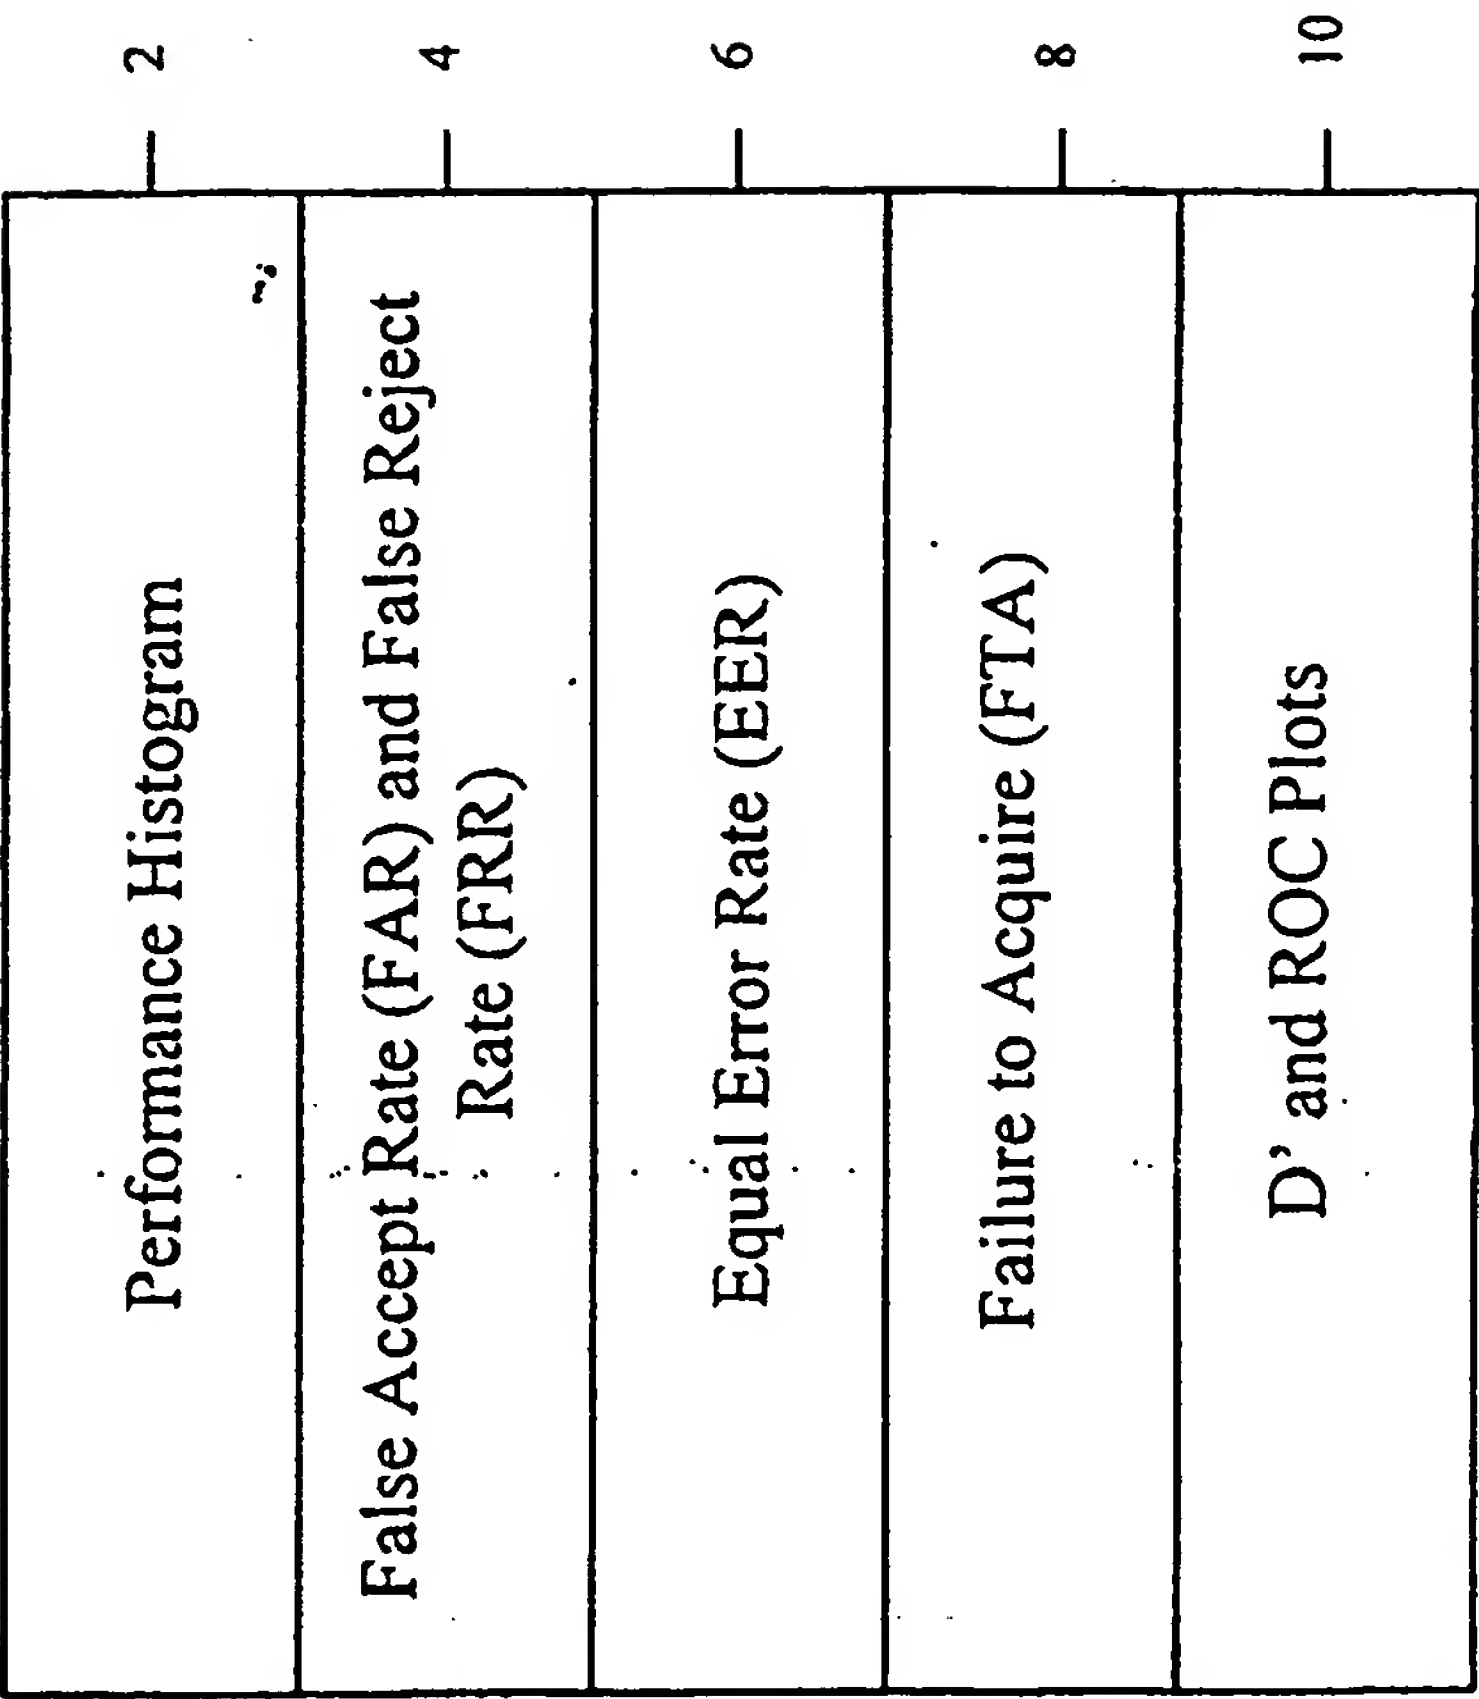 Performance Histogram
2
False Accept Rate (FAR) and False Reject
Rate (FRR)
4
Equal Error Rate (EER)
6
Failure to Acquire (FTA)
8
D’ and ROC Plots
10